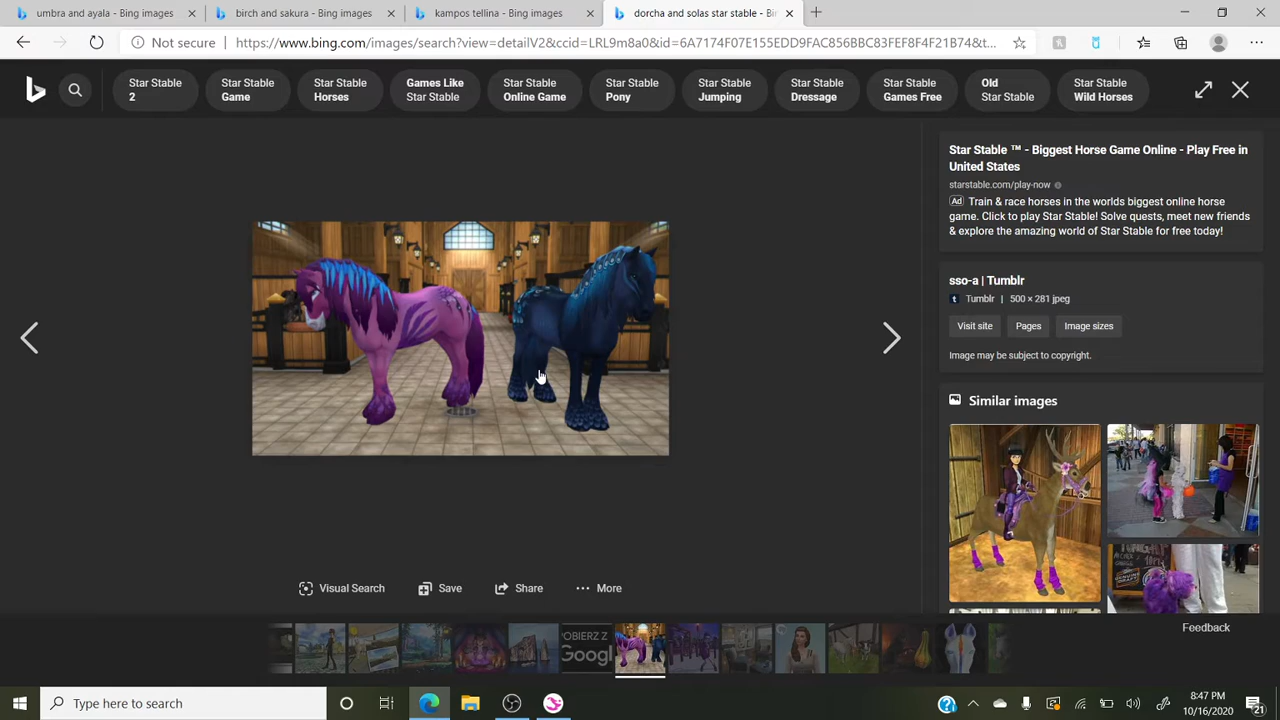 umbra and ayala - Bing images
birch and sakura - Bing images
kampos tellina - Bing images
dorcha and solas star stable - Bin
Not secure
https://www.bing.com/images/search?view=detailV2&ccid=LRL9m8a0&id=6A7174F07E155EDD9FAC856BBC83FEF8F4F21B74&t...
Star Stable
2
Star Stable
Game
Star Stable
Horses
Games Like
Star Stable
Star Stable
Online Game
Star Stable
Pony
Star Stable
Jumping
Star Stable
Dressage
Star Stable
Games Free
Old
Star Stable
Star Stable
Wild Horses
Star Stable ™ - Biggest Horse Game Online - Play Free in
United States
starstable.com/play-now
Ad Train & race horses in the worlds biggest online horse
game. Click to play Star Stable! Solve quests, meet new friends
& explore the amazing world of Star Stable for free today!
sso-a | Tumblr
t Tumblr | 500 × 281 jpeg
Visit site
Pages
Image sizes
Image may be subject to copyright.
Similar images
Visual Search
Save
Share
More
POBIERZ Z
Googl
Feedback
Type here to search
8:47 PM
10/16/2020
21